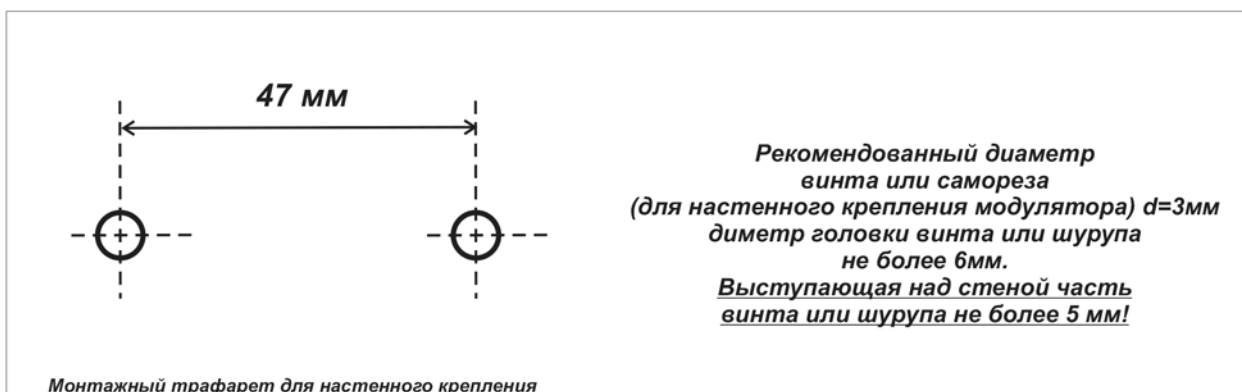 47 мм
Рекомендованный диаметр
винта или самореза
(для настенного крепления модулятора) d=3мм
диметр головки винта или шурупа
не более 6мм.
Выступающая над стеной часть
винта или шурупа не более 5 мм!
Монтажный трафарет для настенного крепления